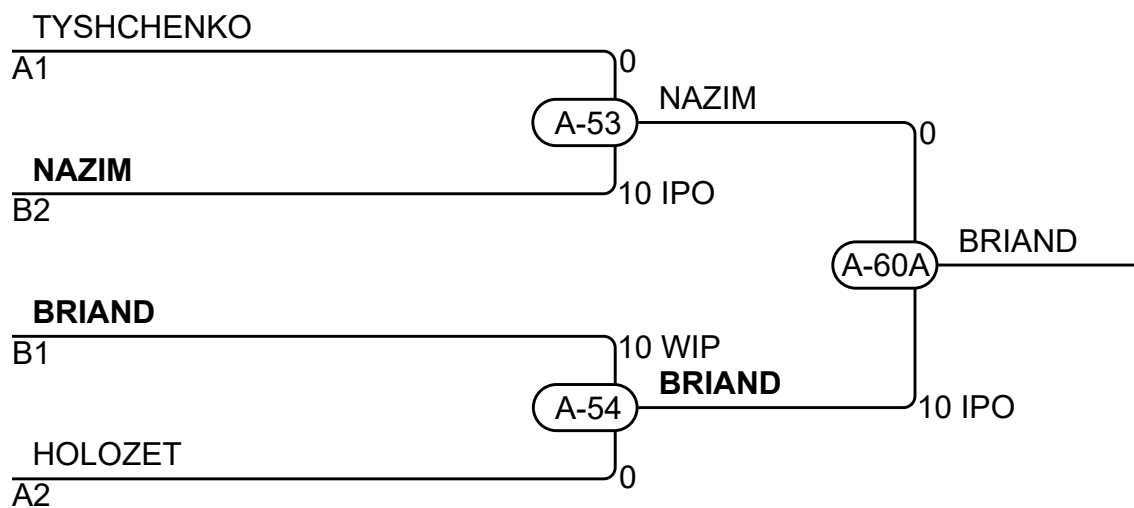 TYSHCHENKO
A1
0
A-53
NAZIM
0
NAZIM
B2
10 IPO
A-60A
BRIAND
BRIAND
B1
10 WIP
A-54
BRIAND
10 IPO
HOLOZET
A2
0